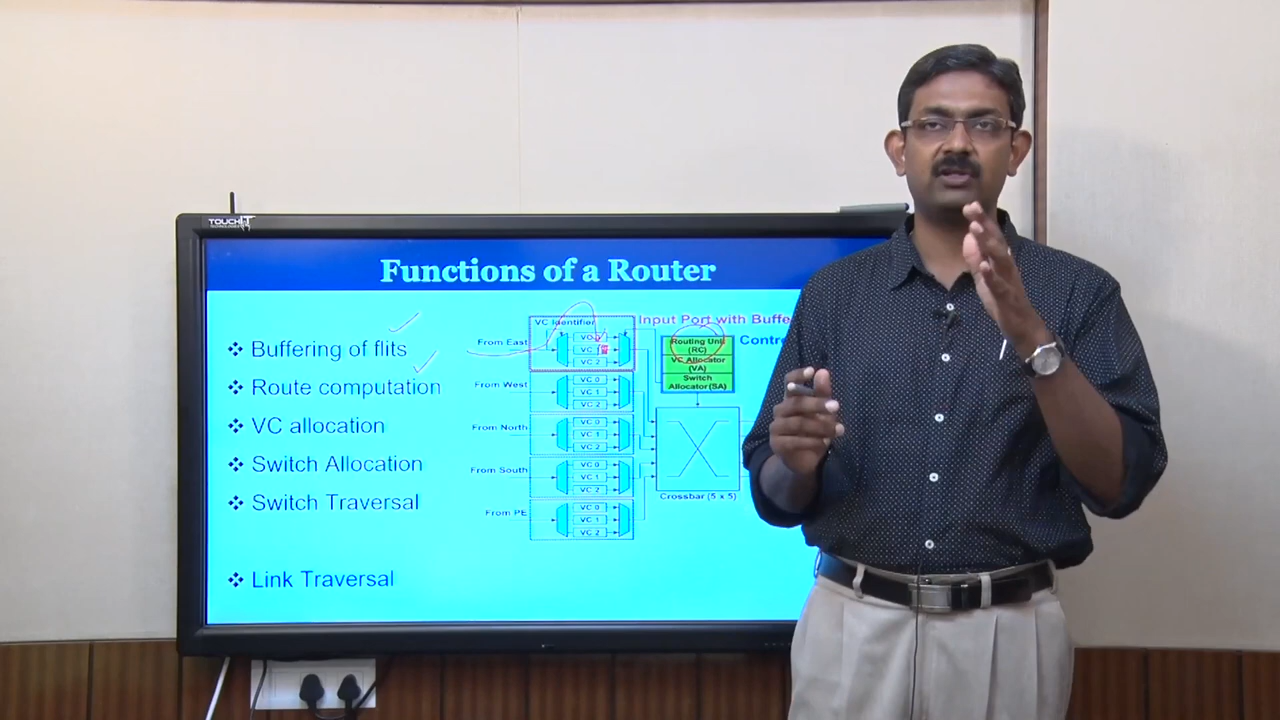 TOUCHIT
Functions of a Router
Buffering of flits
Route computation
VC allocation
Switch Allocation
Switch Traversal
Link Traversal
VC Identifier
Input Port with Buffe
From East
VC 0
VC 1
VC 2
From West
VC 0
VC 1
VC 2
From North
VC 0
VC 1
VC 2
From South
VC 0
VC 1
VC 2
From PE
VC 0
VC 1
VC 2
Contro
Routing Unit
(RC)
VC Allocator
(VA)
Switch
Allocator (SA)
Crossbar (5 x 5)